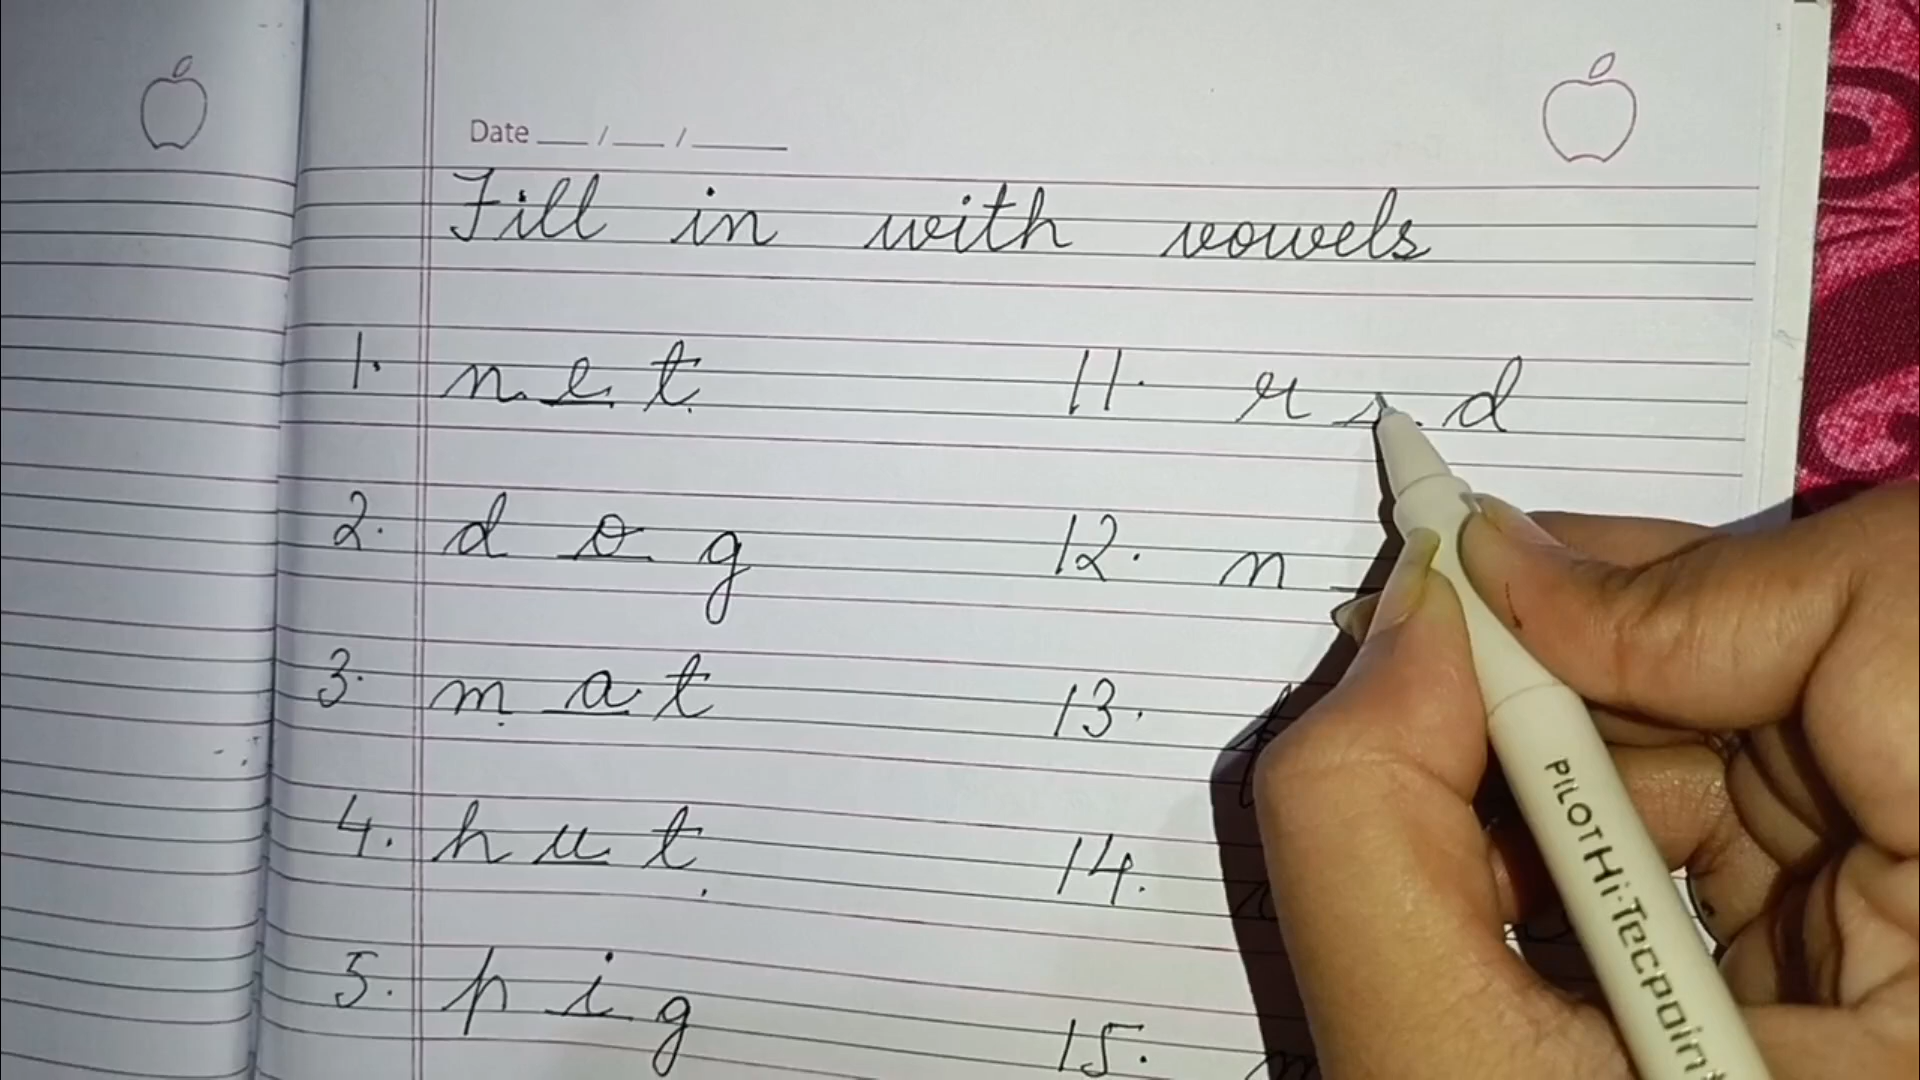 Date __/__/____
Fill in with vowels
1. n e t
2. d o g
3. m a t
4. h u t
5. p i g
11. r d
12. n
13.
14.
15.
PILOT Hi-Tecpoint